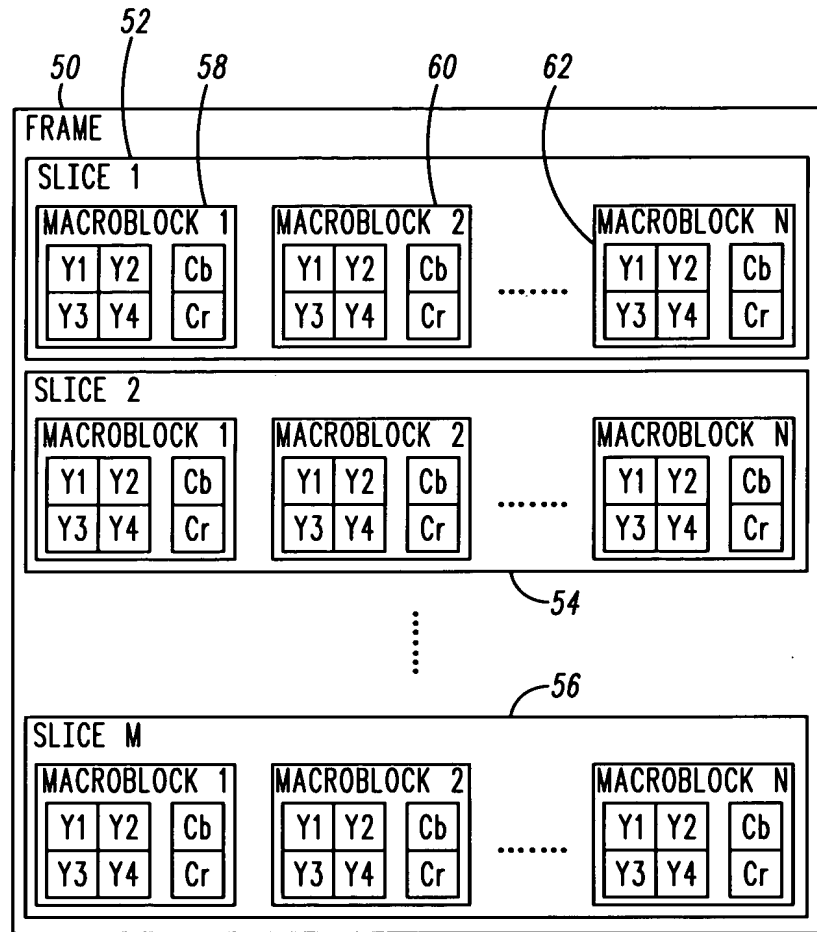 52
50 58 60 62
FRAME
SLICE 1
MACROBLOCK 1 MACROBLOCK 2 MACROBLOCK N
Y1 Y2 Cb Y1 Y2 Cb Y1 Y2 Cb
.......
Y3 Y4 Cr Y3 Y4 Cr Y3 Y4 Cr
SLICE 2
MACROBLOCK 1 MACROBLOCK 2 MACROBLOCK N
Y1 Y2 Cb Y1 Y2 Cb Y1 Y2 Cb
.......
Y3 Y4 Cr Y3 Y4 Cr Y3 Y4 Cr
54
56
SLICE M
MACROBLOCK 1 MACROBLOCK 2 MACROBLOCK N
Y1 Y2 Cb Y1 Y2 Cb Y1 Y2 Cb
.......
Y3 Y4 Cr Y3 Y4 Cr Y3 Y4 Cr